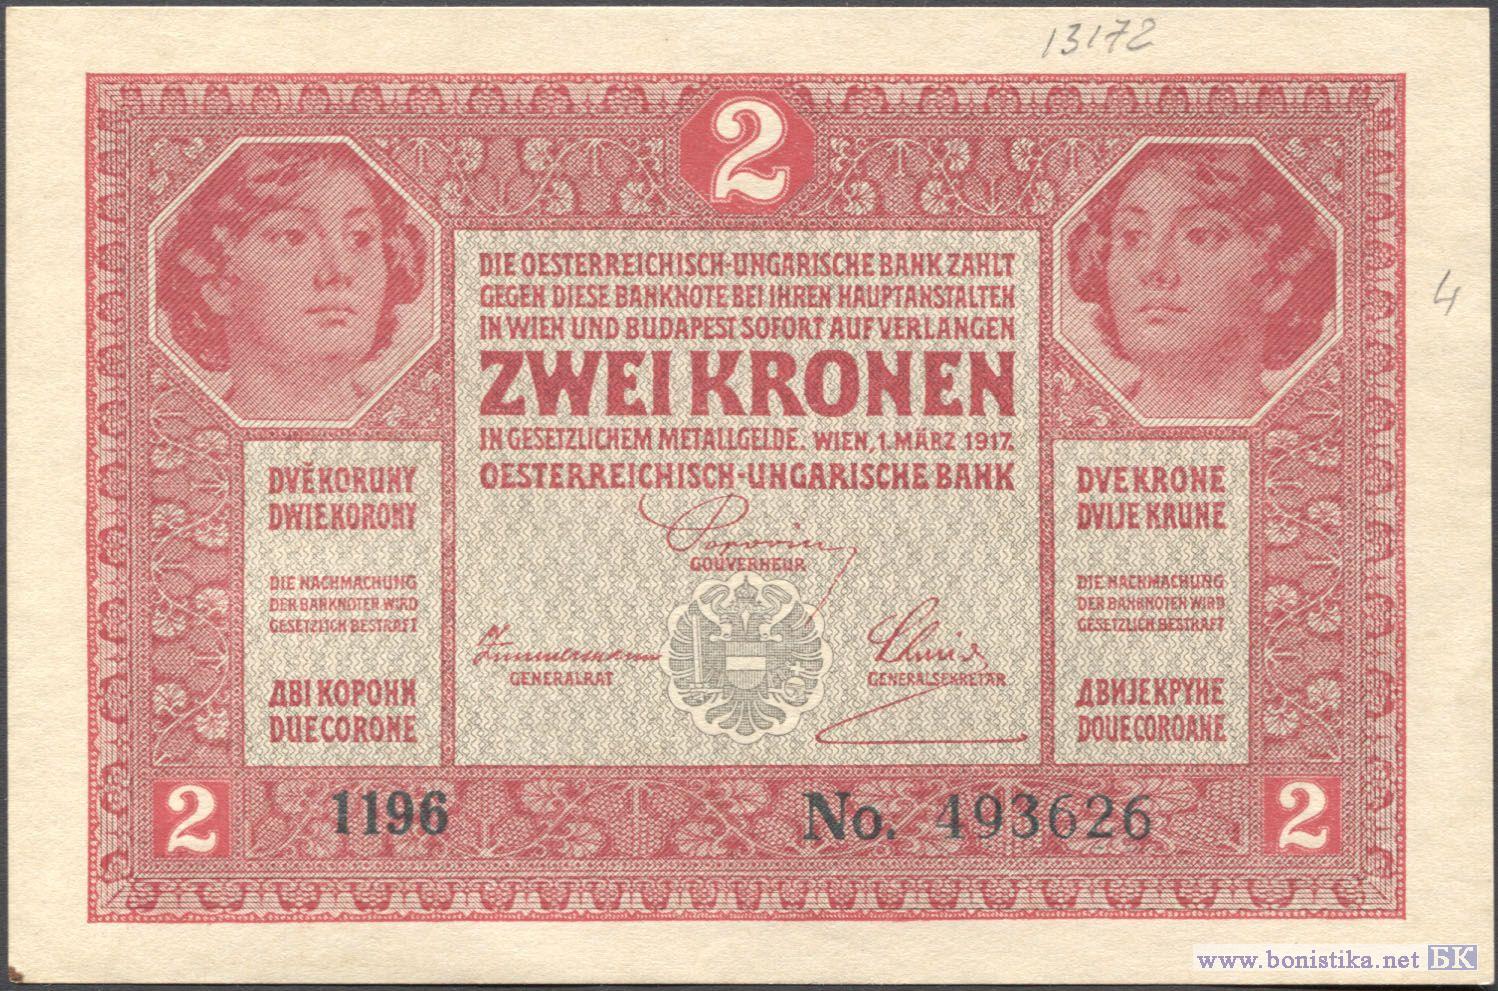 13172
2
DIE OESTERREICHISCH-UNGARISCHE BANK ZAHLT
GEGEN DIESE BANKNOTE BEI IHREN HAUPTANSTALTEN
IN WIEN UND BUDAPEST SOFORT AUF VERLANGEN
ZWEI KRONEN
IN GESETZLICHEM METALLGELDE. WIEN, 1. MÄRZ 1917.
OESTERREICHISCH-UNGARISCHE BANK
Popovics
GOUVERNEUR
Zimmermann
GENERALRAT
Schmid
GENERALSEKRETÄR
DVĚ KORUNY
DWIE KORONY
DIE NACHMACHUNG
DER BANKNOTEN WIRD
GESETZLICH BESTRAFT
ДВІ КОРОНИ
DUE CORONE
DVE KRONE
DVIJE KRUNE
DIE NACHMACHUNG
DER BANKNOTEN WIRD
GESETZLICH BESTRAFT
ДВИЈЕ КРУНЕ
DOUE COROANE
4
2
1196
No. 493626
2
www.bonistika.net БК